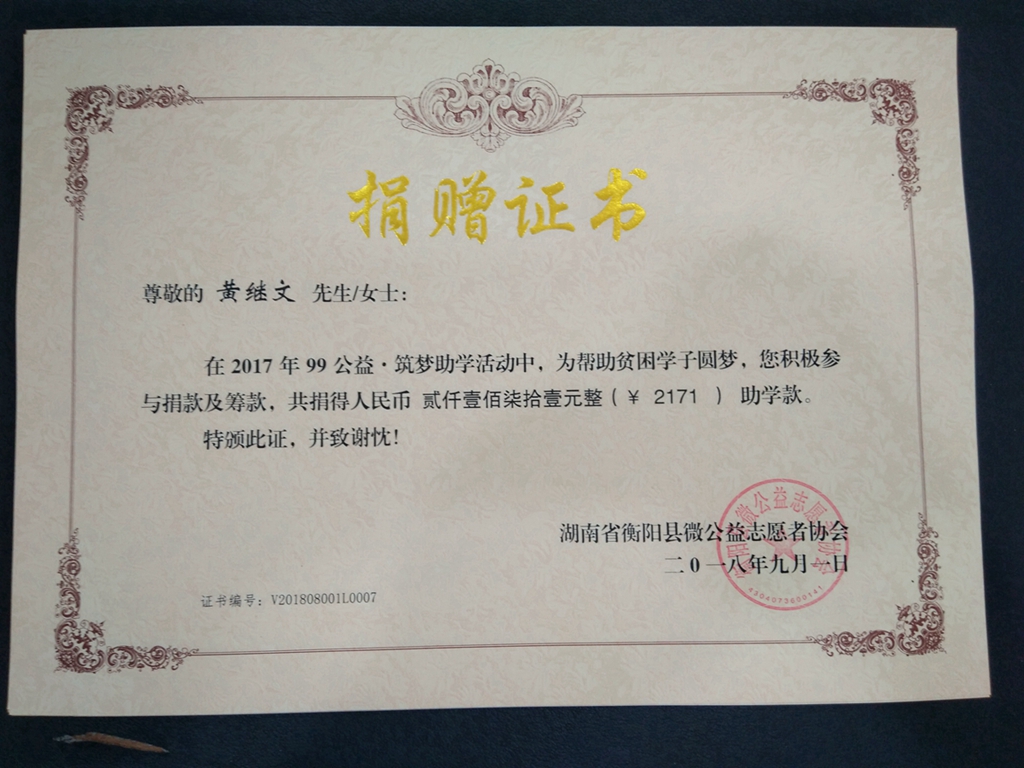 捐赠证书
尊敬的 黄继文 先生/女士：
在 2017 年 99 公益·筑梦助学活动中，为帮助贫困学子圆梦，您积极参
与捐款及筹款，共捐得人民币 贰仟壹佰柒拾壹元整（￥ 2171 ） 助学款。
特颁此证，并致谢忱！
湖南省衡阳县微公益志愿者协会
二0一八年九月一日
证书编号：V201808001L0007